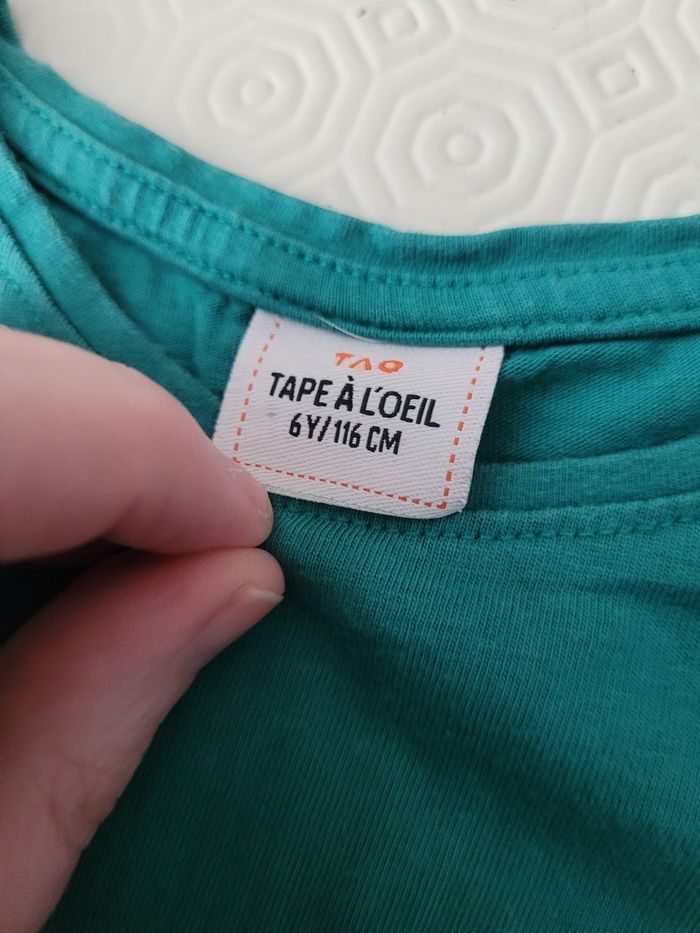 TAO
TAPE À L'OEIL
6Y/116 CM